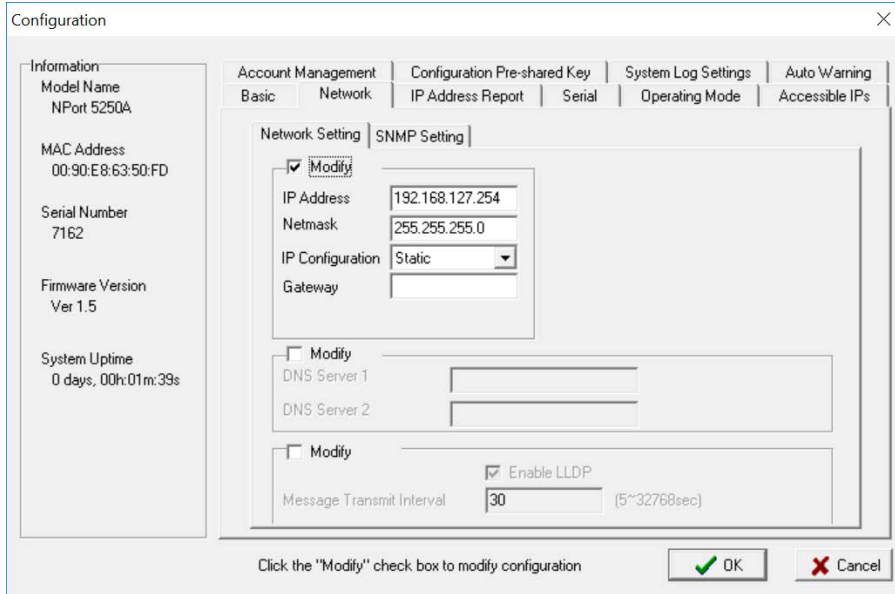 Configuration
Information
Model Name
NPort 5250A
MAC Address
00:90:E8:63:50:FD
Serial Number
7162
Firmware Version
Ver 1.5
System Uptime
0 days, 00h:01m:39s
Account Management
Configuration Pre-shared Key
System Log Settings
Auto Warning
Basic
Network
IP Address Report
Serial
Operating Mode
Accessible IPs
Network Setting
SNMP Setting
Modify
IP Address 192.168.127.254
Netmask 255.255.255.0
IP Configuration Static
Gateway
Modify
DNS Server 1
DNS Server 2
Modify
Enable LLDP
Message Transmit Interval 30 (5~32768sec)
Click the "Modify" check box to modify configuration
OK
Cancel